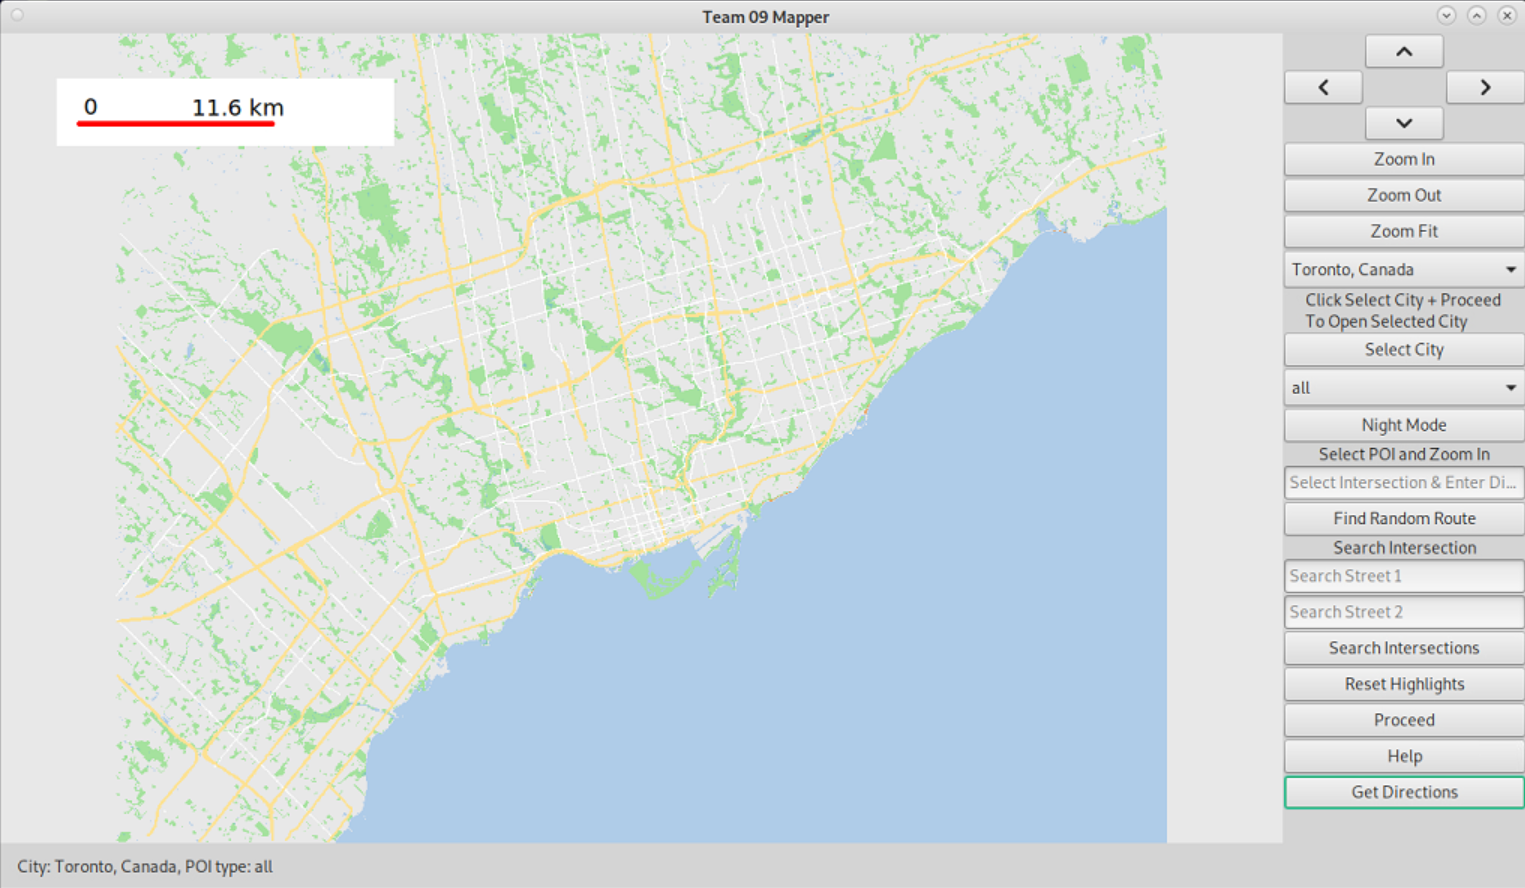 Team 09 Mapper
0 11.6 km
Zoom In
Zoom Out
Zoom Fit
Toronto, Canada
Click Select City + Proceed
To Open Selected City
Select City
all
Night Mode
Select POI and Zoom In
Select Intersection & Enter Di...
Find Random Route
Search Intersection
Search Street 1
Search Street 2
Search Intersections
Reset Highlights
Proceed
Help
Get Directions
City: Toronto, Canada, POI type: all